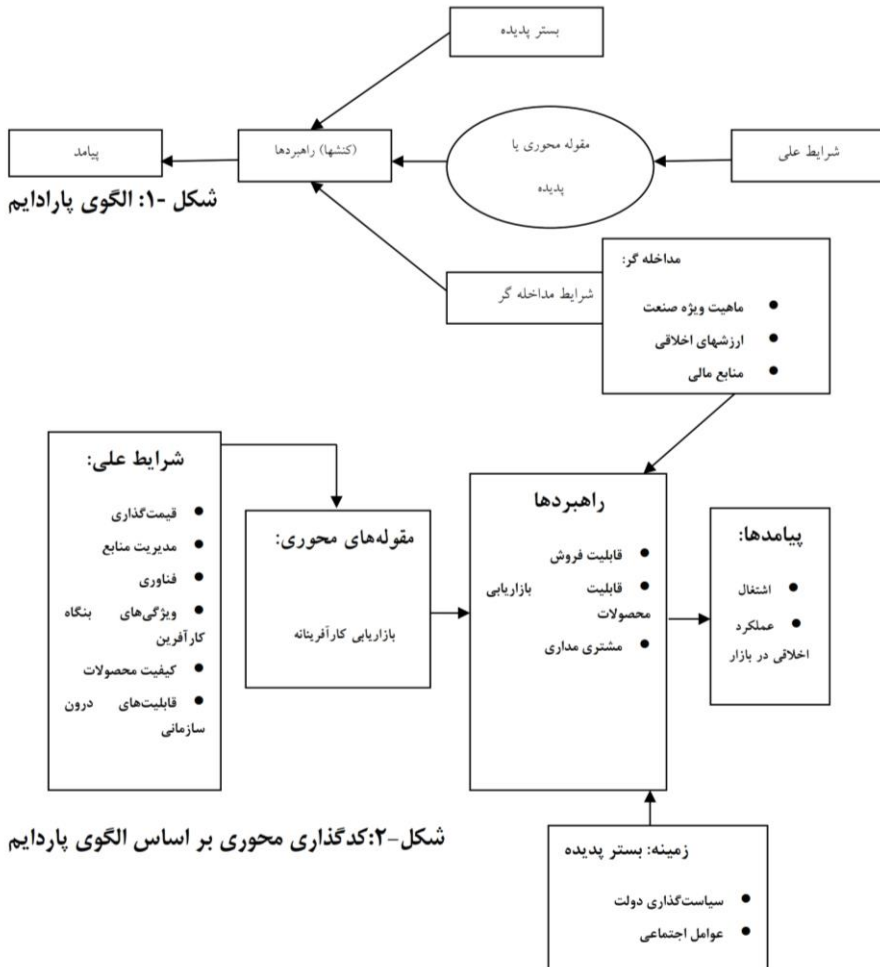 بستر پدیده
شرایط علی
مقوله محوری یا
پدیده
(کنشها) راهبردها
پیامد
شکل -۱: الگوی پارادایم
شرایط مداخله گر
مداخله گر:
● ماهیت ویژه صنعت
● ارزشهای اخلاقی
● منابع مالی
شرایط علی:
● قیمت‌گذاری
● مدیریت منابع
● فناوری
● ویژگی‌های بنگاه
کارآفرین
● کیفیت محصولات
● قابلیت‌های درون
سازمانی
مقوله‌های محوری:
بازاریابی کارآفرینانه
راهبردها
● قابلیت فروش
● قابلیت بازاریابی
محصولات
● مشتری مداری
پیامدها:
● اشتغال
● عملکرد
اخلاقی در بازار
شکل-۲:کدگذاری محوری بر اساس الگوی پاردایم
زمینه: بستر پدیده
● سیاست‌گذاری دولت
● عوامل اجتماعی